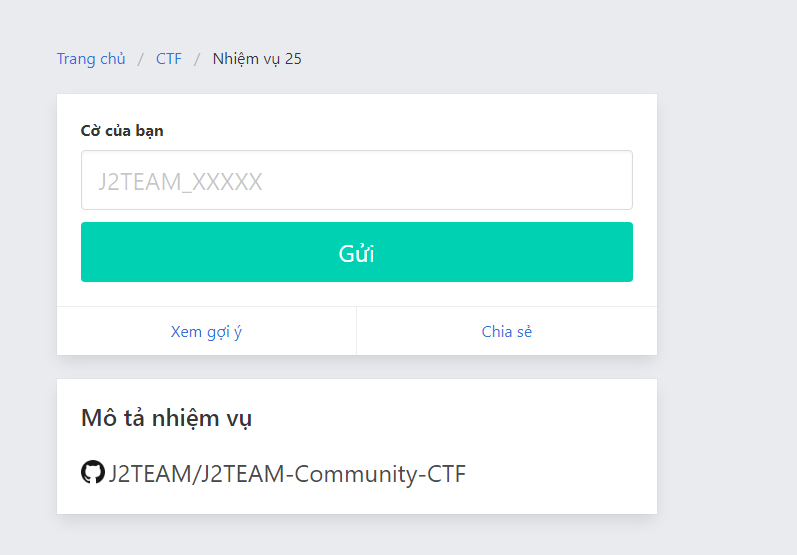 Trang chủ / CTF / Nhiệm vụ 25
Cờ của bạn
J2TEAM_XXXXX
Gửi
Xem gợi ý Chia sẻ
Mô tả nhiệm vụ
J2TEAM/J2TEAM-Community-CTF